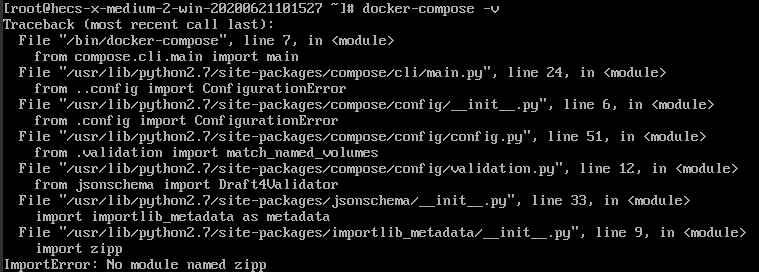 [root@hecs-x-medium-2-win-20200621101527 ~]# docker-compose -v
Traceback (most recent call last):
  File "/bin/docker-compose", line 7, in <module>
    from compose.cli.main import main
  File "/usr/lib/python2.7/site-packages/compose/cli/main.py", line 24, in <module>
    from ..config import ConfigurationError
  File "/usr/lib/python2.7/site-packages/compose/config/__init__.py", line 6, in <module>
    from .config import ConfigurationError
  File "/usr/lib/python2.7/site-packages/compose/config/config.py", line 51, in <module>
    from .validation import match_named_volumes
  File "/usr/lib/python2.7/site-packages/compose/config/validation.py", line 12, in <module>
    from jsonschema import Draft4Validator
  File "/usr/lib/python2.7/site-packages/jsonschema/__init__.py", line 33, in <module>
    import importlib_metadata as metadata
  File "/usr/lib/python2.7/site-packages/importlib_metadata/__init__.py", line 9, in <module>
    import zipp
ImportError: No module named zipp